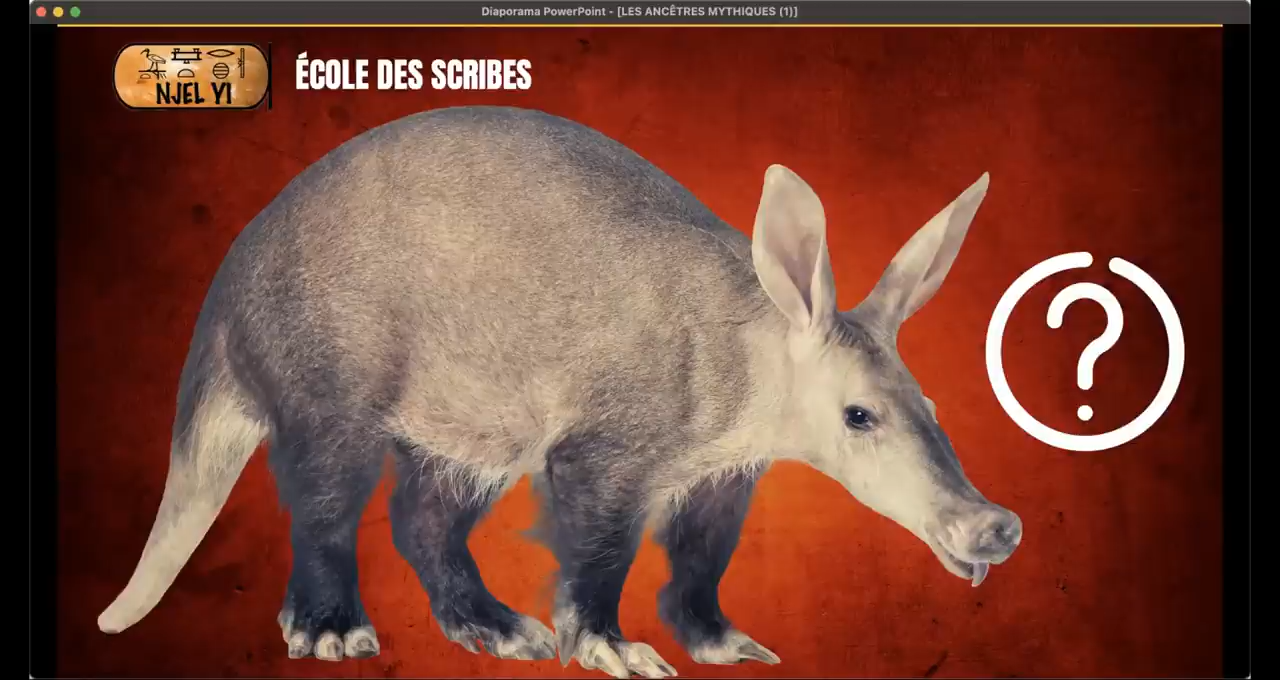 Diaporama PowerPoint - [LES ANCÊTRES MYTHIQUES (1)]
NJEL YI
ÉCOLE DES SCRIBES
?